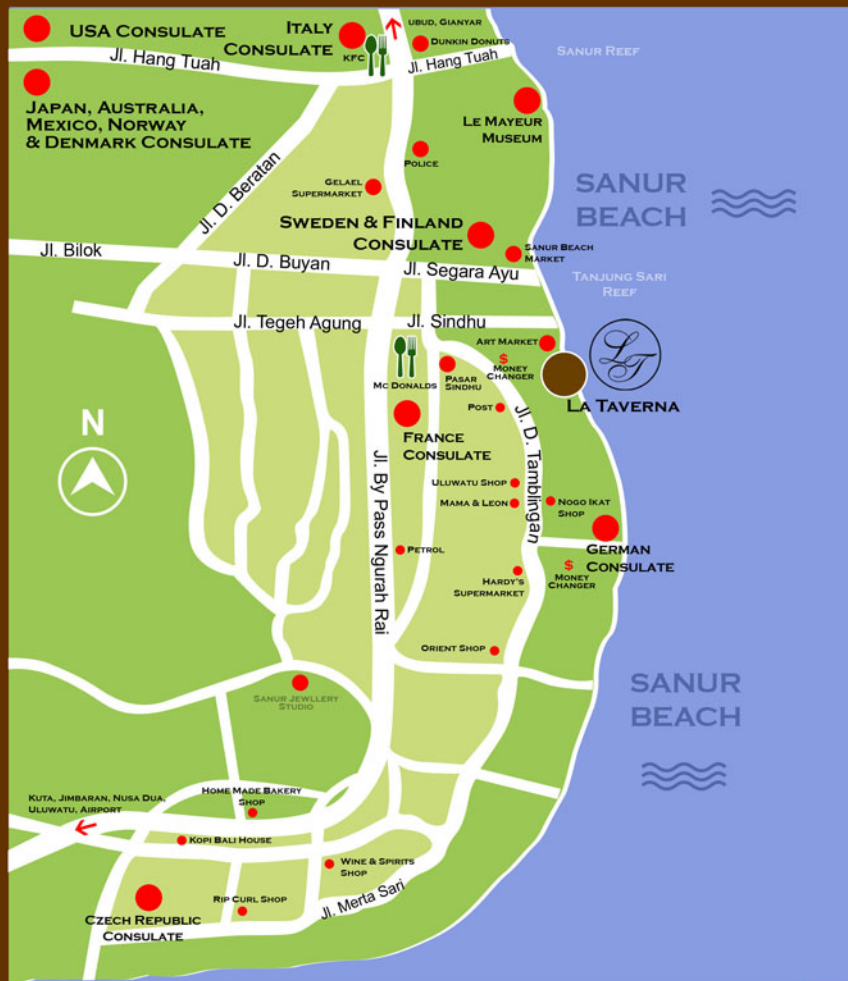 USA Consulate
Italy
Consulate
KFC
Ubud, Gianyar
Dunkin Donuts
Sanur Reef
Jl. Hang Tuah
Jl. Hang Tuah
Japan, Australia,
Mexico, Norway
& Denmark Consulate
Le Mayeur
Museum
Police
Jl. D. Beratan
Gelael
Supermarket
Sanur
Beach
Sweden & Finland
Consulate
Sanur Beach
Market
Jl. Bilok
Jl. D. Buyan
Jl. Segara Ayu
Tanjung Sari
Reef
Jl. Tegeh Agung
Jl. Sindhu
Art Market
LT
$
Money
Changer
Mc Donalds
Pasar
Sindhu
La Taverna
Post
N
France
Consulate
Jl. D. Tamblingan
Jl. By Pass Ngurah Rai
Uluwatu Shop
Mama & Leon
Nogo Ikat
Shop
German
Consulate
Petrol
$
Money
Changer
Hardy's
Supermarket
Orient Shop
Sanur Jewllery
Studio
Sanur
Beach
Kuta, Jimbaran, Nusa Dua,
Uluwatu, Airport
Home Made Bakery
Shop
Kopi Bali House
Wine & Spirits
Shop
Rip Curl Shop
Jl. Merta Sari
Czech Republic
Consulate